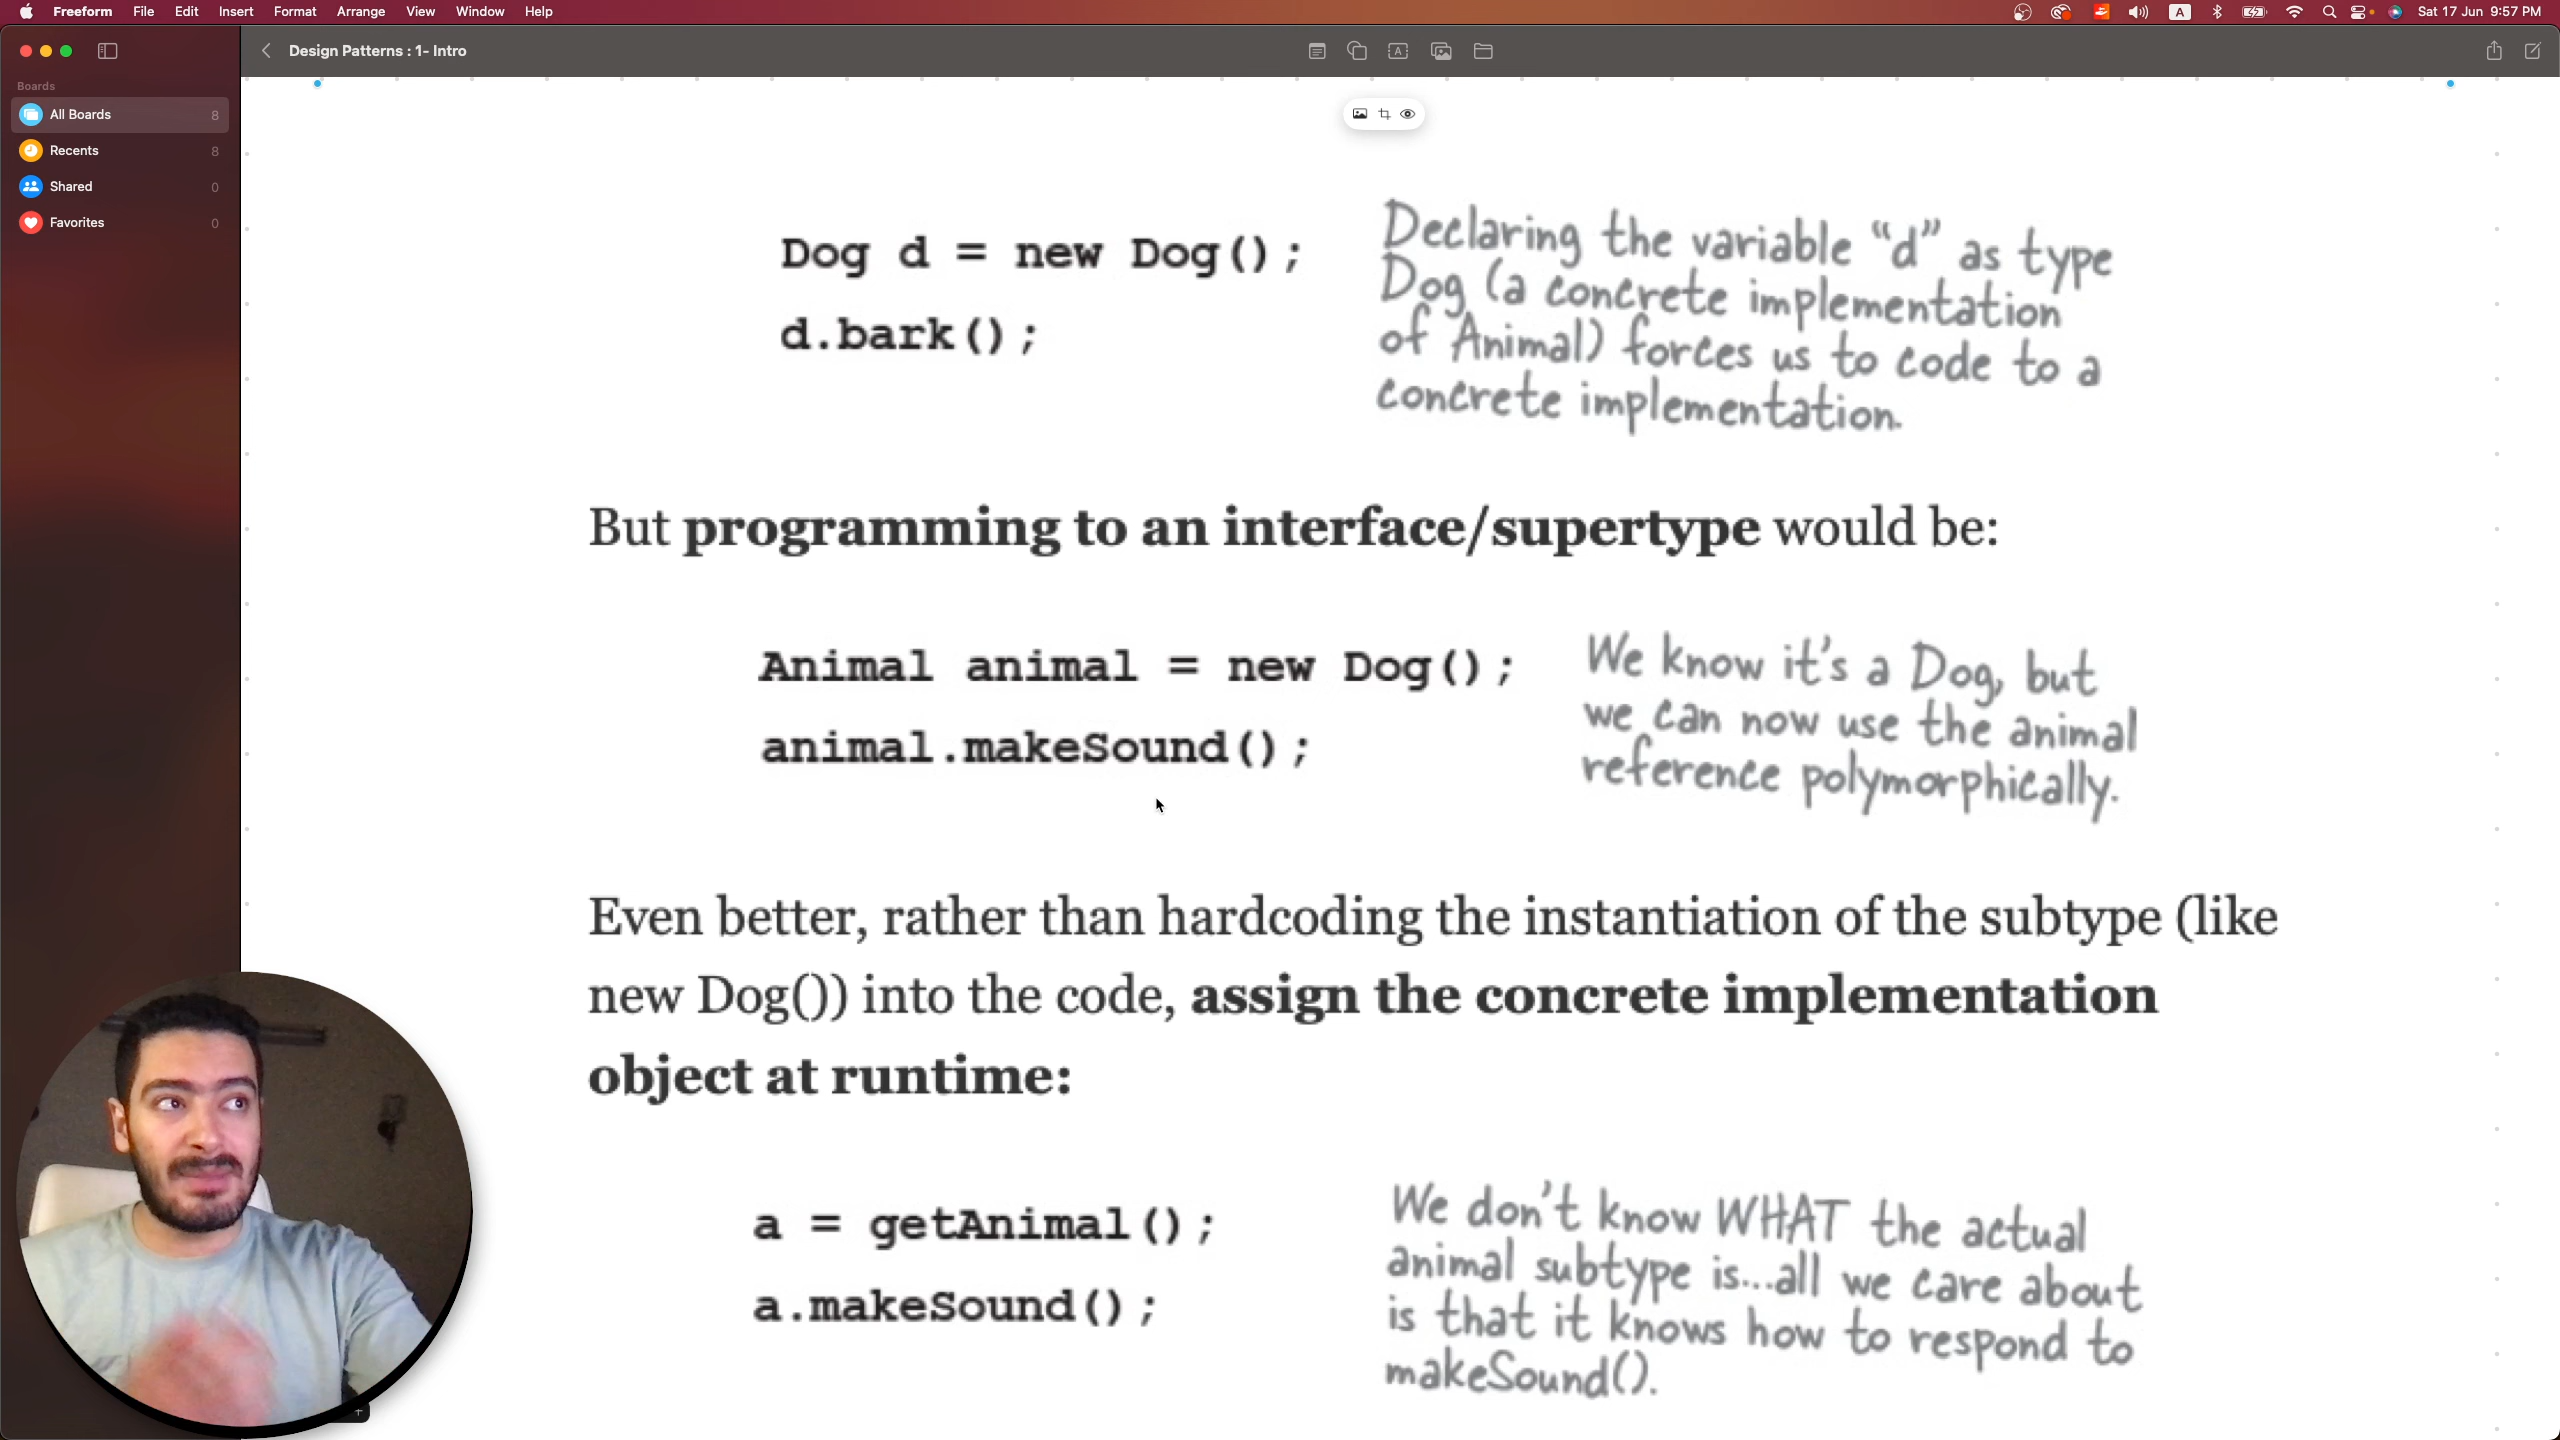 Freeform File Edit Insert Format Arrange View Window Help
A
Sat 17 Jun 9:57 PM
Design Patterns : 1- Intro
A
Boards
All Boards 8
Recents 8
Shared 0
Favorites 0
Dog d = new Dog();
d.bark();
Declaring the variable “d” as type
Dog (a concrete implementation
of Animal) forces us to code to a
concrete implementation.
But programming to an interface/supertype would be:
Animal animal = new Dog();
animal.makeSound();
We know it's a Dog, but
we can now use the animal
reference polymorphically.
Even better, rather than hardcoding the instantiation of the subtype (like
new Dog()) into the code, assign the concrete implementation
object at runtime:
a = getAnimal();
a.makeSound();
We don't know WHAT the actual
animal subtype is...all we care about
is that it knows how to respond to
makeSound().